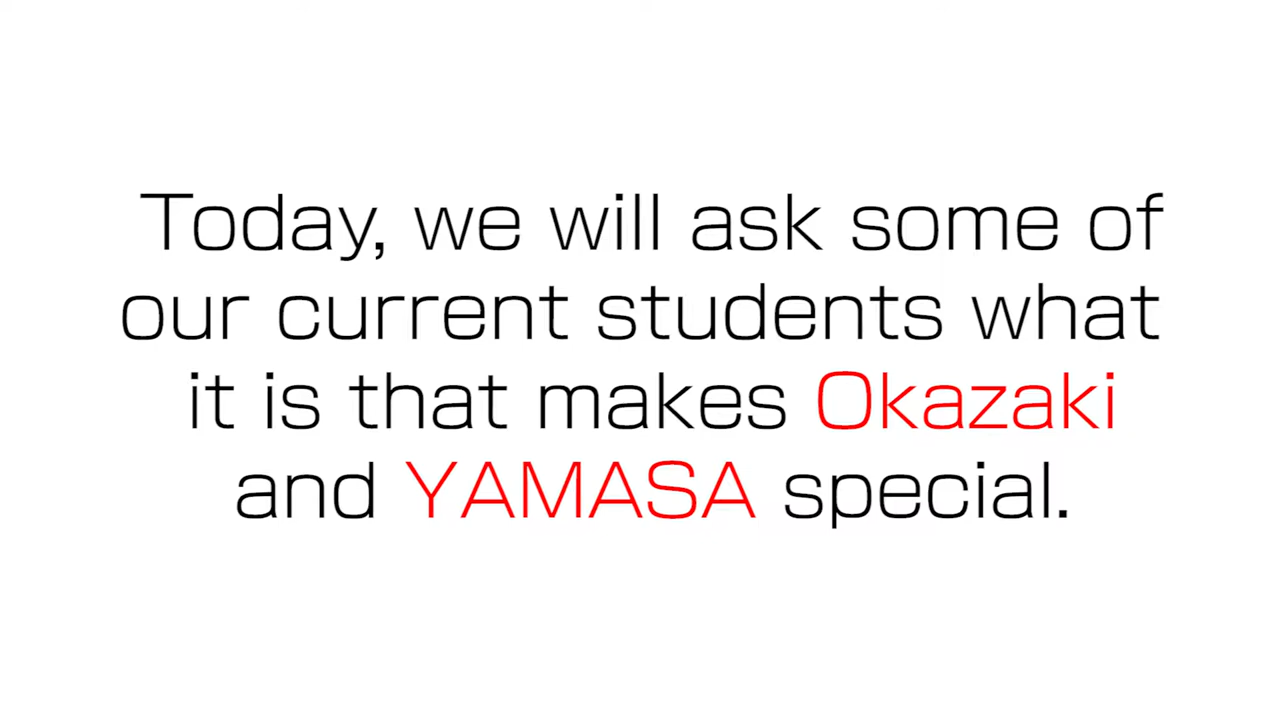 Today, we will ask some of
our current students what
it is that makes Okazaki
and YAMASA special.